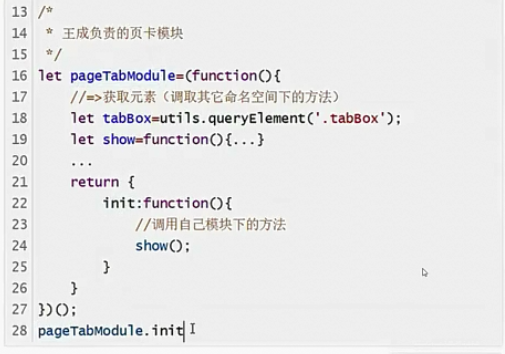 13 /*
14  * 王成负责的页卡模块
15  */
16 let pageTabModule=(function(){
17     //=>获取元素（调取其它命名空间下的方法）
18     let tabBox=utils.queryElement('.tabBox');
19     let show=function(){...}
20     ...
21     return {
22         init:function(){
23             //调用自己模块下的方法
24             show();
25         }
26     }
27 })();
28 pageTabModule.init